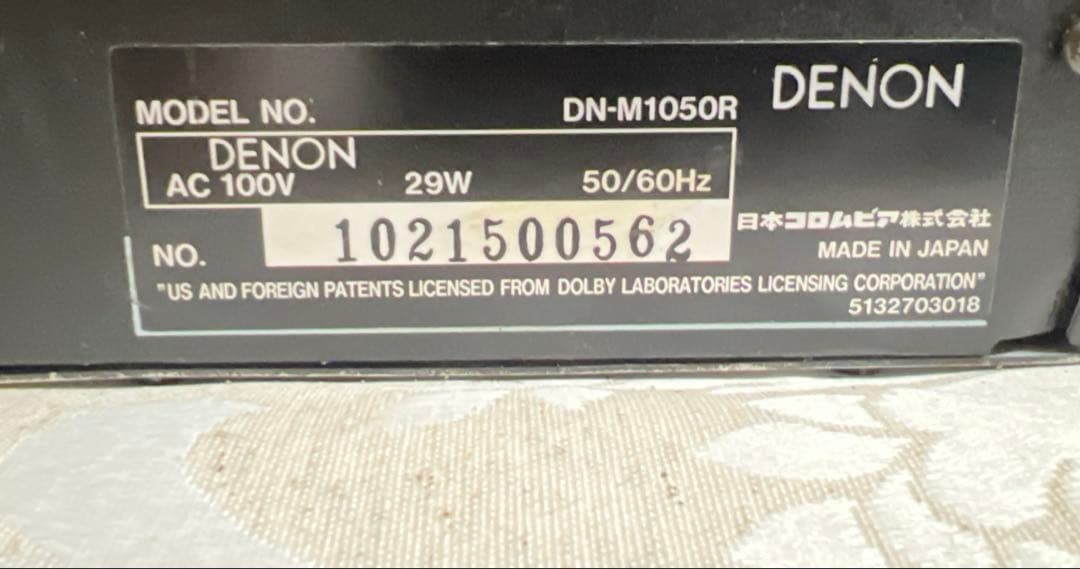 DENON
MODEL NO. DN-M1050R
DENON
AC 100V 29W 50/60Hz
NO. 1021500562
日本コロムビア株式会社
MADE IN JAPAN
"US AND FOREIGN PATENTS LICENSED FROM DOLBY LABORATORIES LICENSING CORPORATION"
5132703018